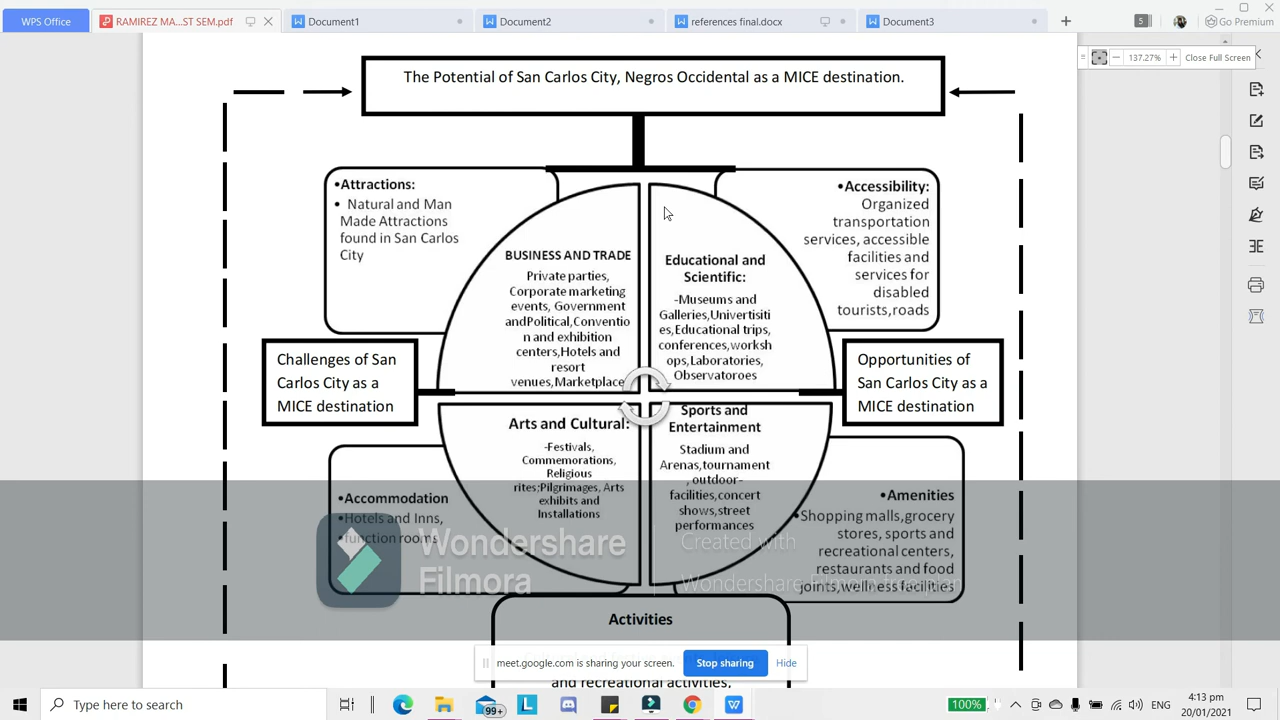 WPS Office
RAMIREZ MA...ST SEM.pdf
Document1
Document2
references final.docx
Document3
5
Go Premium
137.27%
Close Full Screen
The Potential of San Carlos City, Negros Occidental as a MICE destination.
•Attractions:
• Natural and Man
Made Attractions
found in San Carlos
City
•Accessibility:
Organized
transportation
services, accessible
facilities and
services for
disabled
tourists,roads
BUSINESS AND TRADE
Private parties,
Corporate marketing
events, Government
andPolitical,Conventio
n and exhibition
centers,Hotels and
resort
venues,Marketplace
Educational and
Scientific:
-Museums and
Galleries,Univertisiti
es,Educational trips,
conferences,worksh
ops,Laboratories,
Observatoroes
Challenges of San
Carlos City as a
MICE destination
Opportunities of
San Carlos City as a
MICE destination
Arts and Cultural:
-Festivals,
Commemorations,
Religious
rites;Pilgrimages, Arts
exhibits and
Installations
Sports and
Entertainment
Stadium and
Arenas,tournament
, outdoor-
facilities,concert
shows,street
performances
•Accommodation
•Hotels and Inns,
•function rooms
•Amenities
•Shopping malls,grocery
stores, sports and
recreational centers,
restaurants and food
joints,wellness facilities
Wondershare
Filmora
Created with
Wondershare Filmora free plan
Activities
meet.google.com is sharing your screen.
Stop sharing
Hide
and recreational activities,
Type here to search
99+
100%
ENG
4:13 pm
20/01/2021